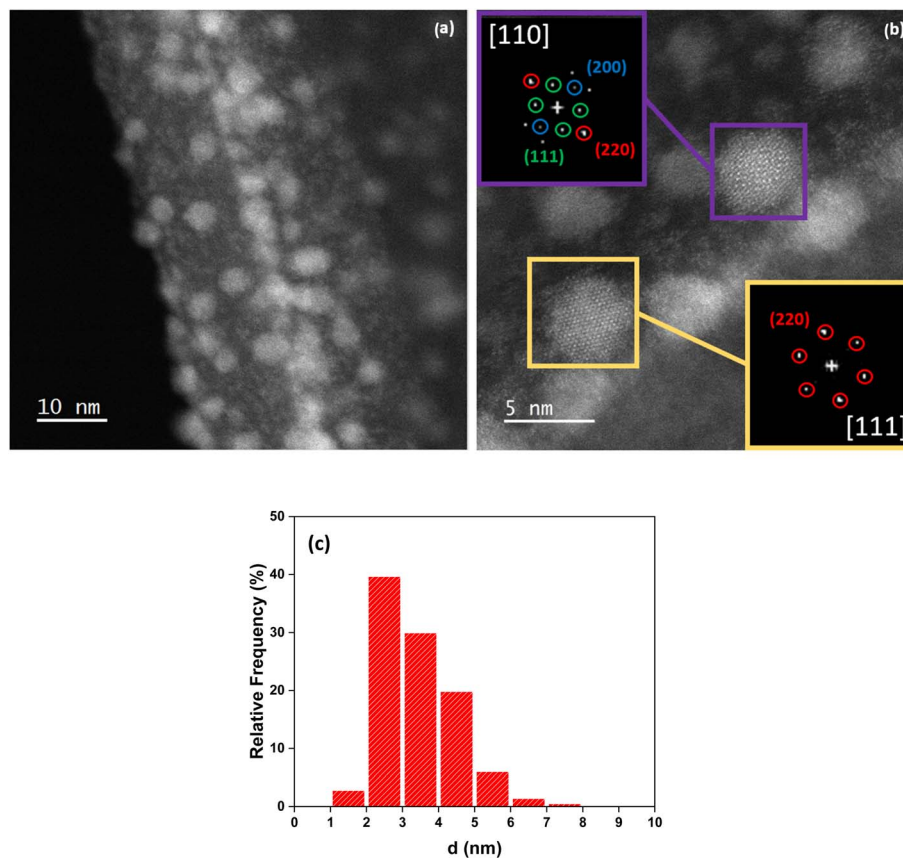 (a)
10 nm
(b)
[110]
(200)
(111)
(220)
5 nm
(220)
[111]
(c)
Relative Frequency (%)
50
40
30
20
10
0
0 1 2 3 4 5 6 7 8 9 10
d (nm)